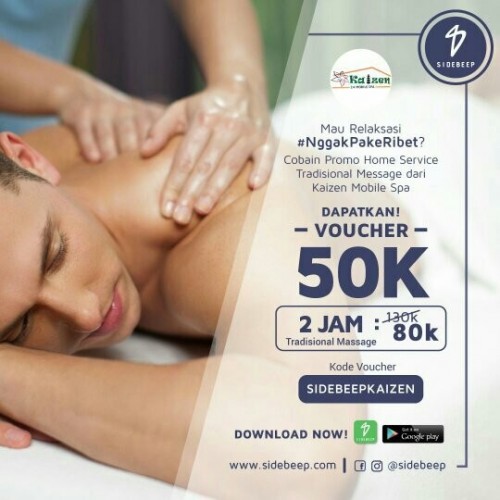 SIDEBEEP
Kaizen
Mau Relaksasi
#NggakPakeRibet?
Cobain Promo Home Service
Tradisional Message dari
Kaizen Mobile Spa
DAPATKAN!
– VOUCHER –
50K
2 JAM : 130K 80k
Tradisional Massage
Kode Voucher
SIDEBEEPKAIZEN
DOWNLOAD NOW! SIDEBEEP Google play
www.sidebeep.com | @sidebeep